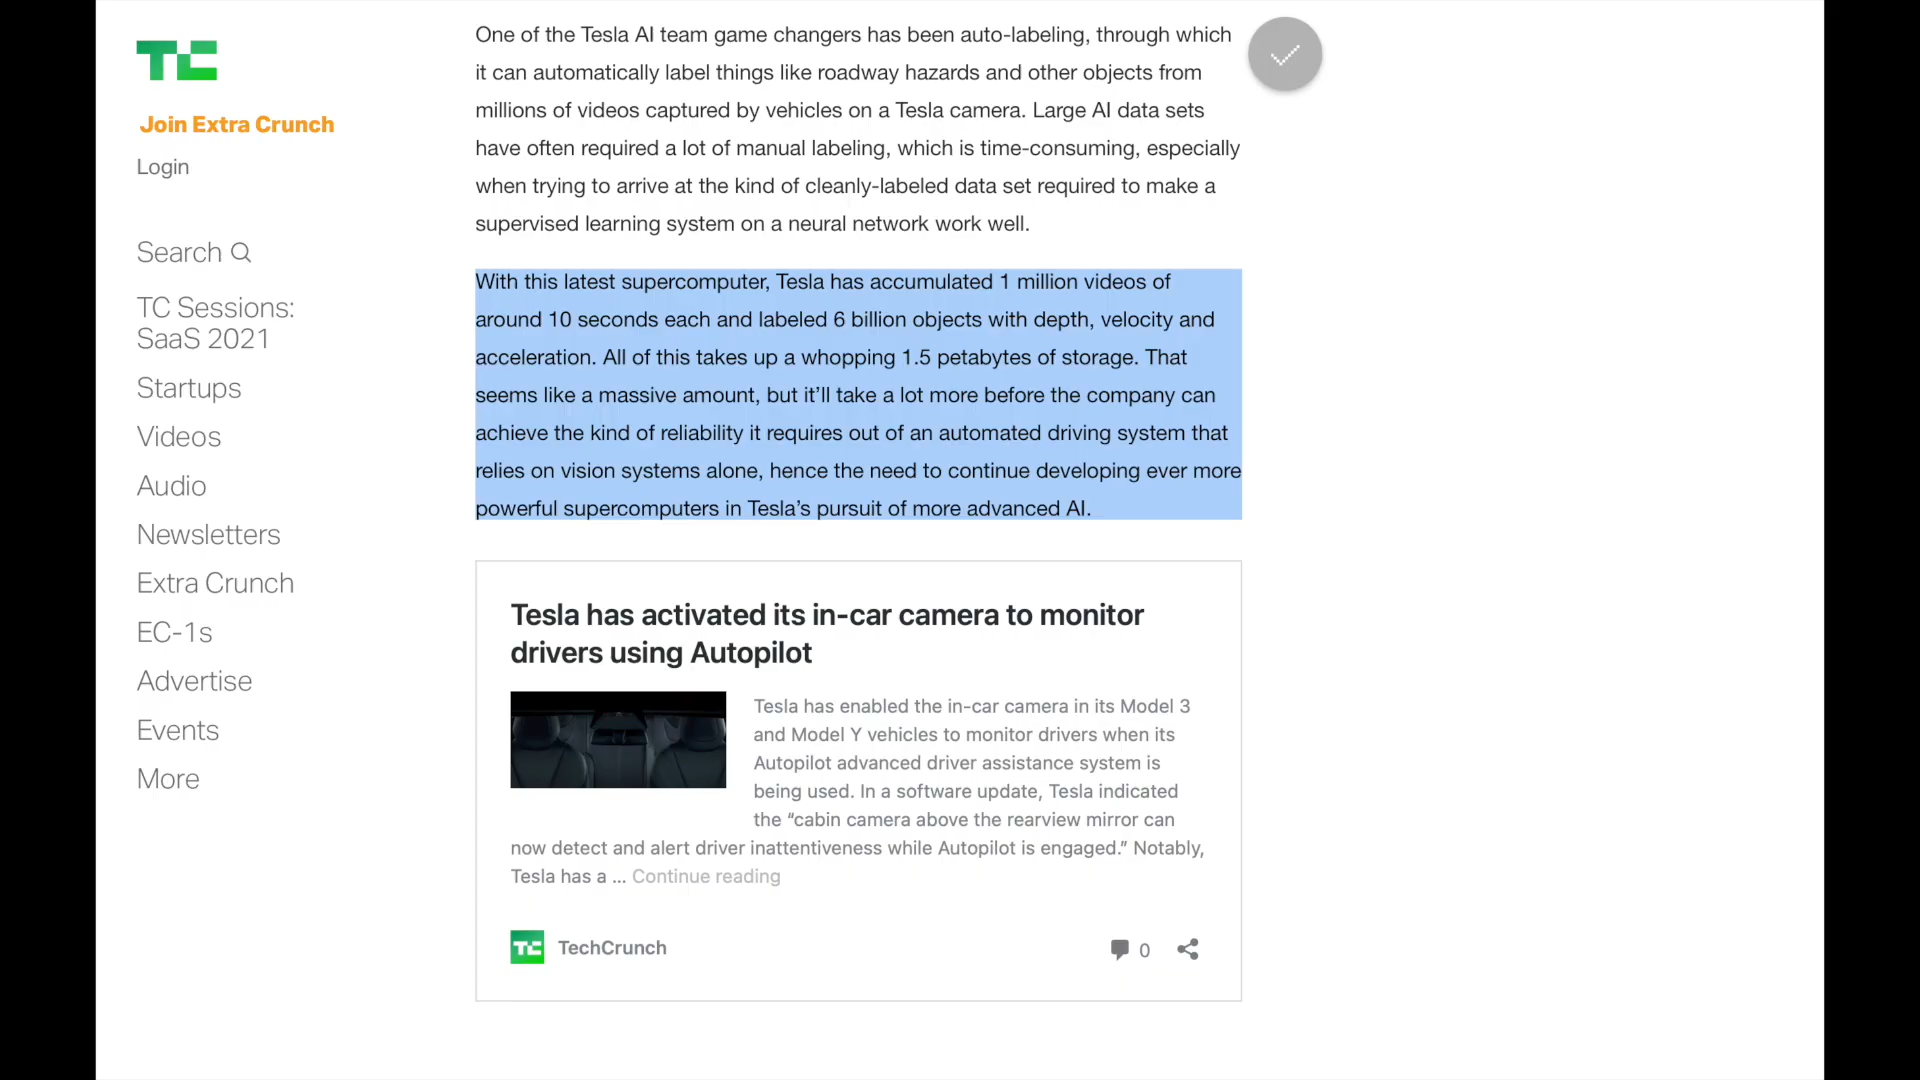 TC
Join Extra Crunch
Login
Search
TC Sessions:
SaaS 2021
Startups
Videos
Audio
Newsletters
Extra Crunch
EC-1s
Advertise
Events
More
One of the Tesla AI team game changers has been auto-labeling, through which
it can automatically label things like roadway hazards and other objects from
millions of videos captured by vehicles on a Tesla camera. Large AI data sets
have often required a lot of manual labeling, which is time-consuming, especially
when trying to arrive at the kind of cleanly-labeled data set required to make a
supervised learning system on a neural network work well.
With this latest supercomputer, Tesla has accumulated 1 million videos of
around 10 seconds each and labeled 6 billion objects with depth, velocity and
acceleration. All of this takes up a whopping 1.5 petabytes of storage. That
seems like a massive amount, but it’ll take a lot more before the company can
achieve the kind of reliability it requires out of an automated driving system that
relies on vision systems alone, hence the need to continue developing ever more
powerful supercomputers in Tesla’s pursuit of more advanced AI.
Tesla has activated its in-car camera to monitor
drivers using Autopilot
Tesla has enabled the in-car camera in its Model 3
and Model Y vehicles to monitor drivers when its
Autopilot advanced driver assistance system is
being used. In a software update, Tesla indicated
the “cabin camera above the rearview mirror can
now detect and alert driver inattentiveness while Autopilot is engaged.” Notably,
Tesla has a ... Continue reading
TC TechCrunch
0